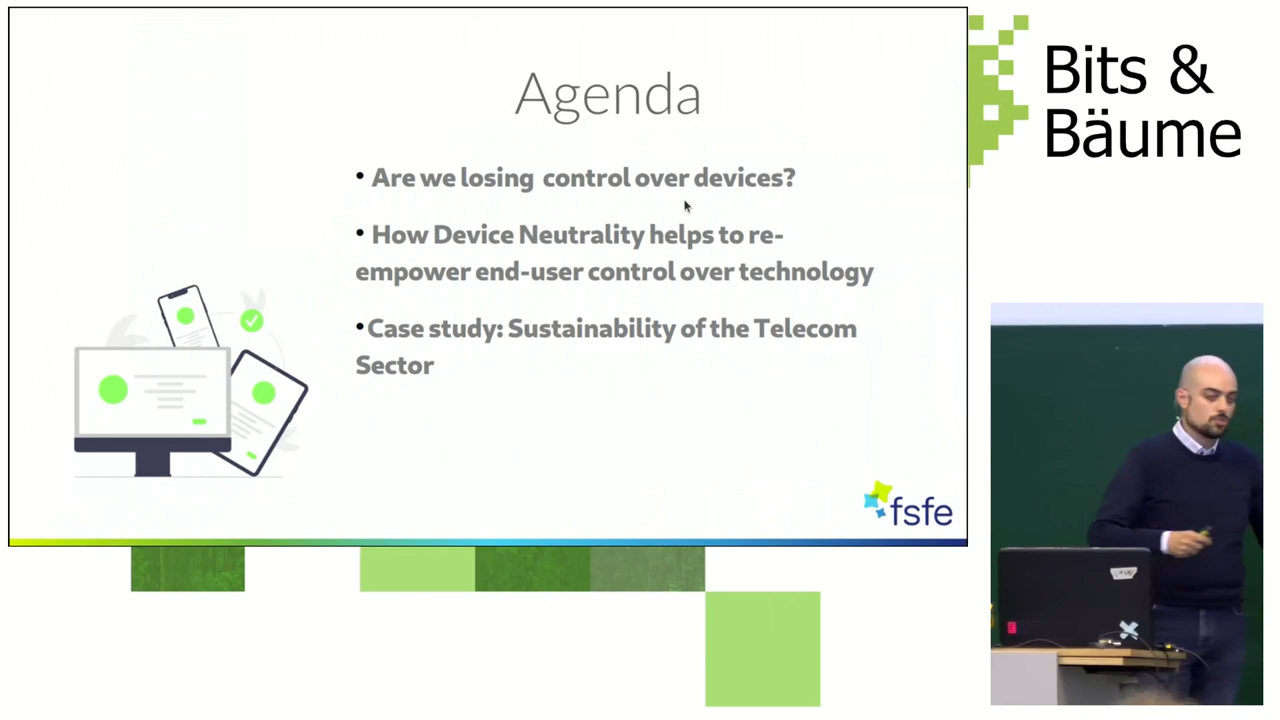 Agenda
• Are we losing control over devices?
• How Device Neutrality helps to re-
empower end-user control over technology
•Case study: Sustainability of the Telecom
Sector
fsfe
Bits &
Bäume